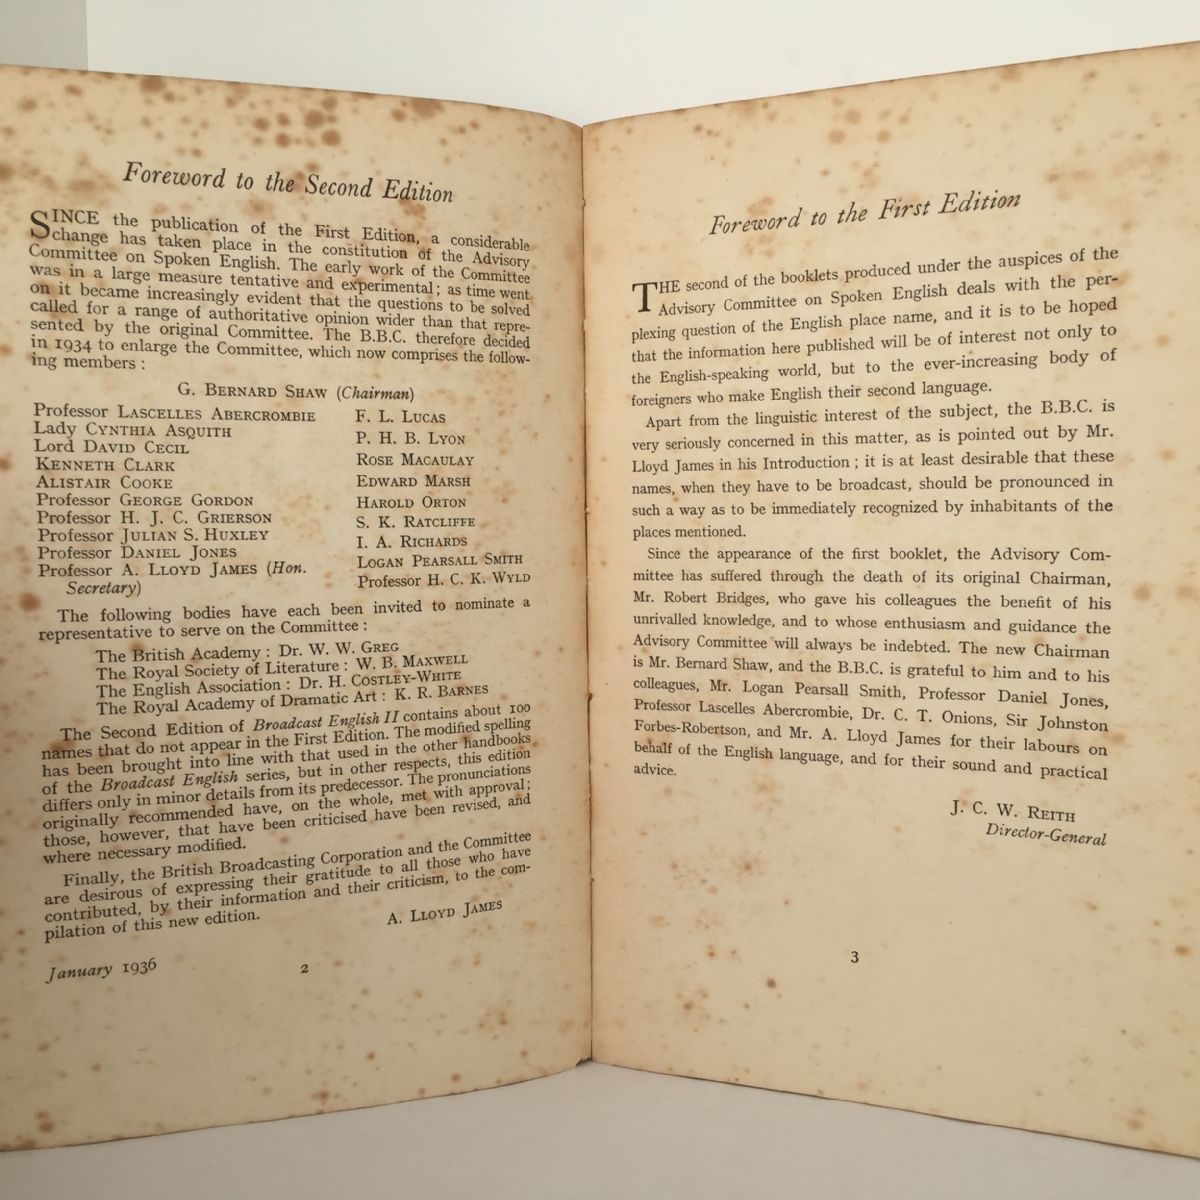 Foreword to the Second Edition
SINCE the publication of the First Edition, a considerable
change has taken place in the constitution of the Advisory
Committee on Spoken English. The early work of the Committee
was in a large measure tentative and experimental; as time went
on it became increasingly evident that the questions to be solved
called for a range of authoritative opinion wider than that repre-
sented by the original Committee. The B.B.C. therefore decided
in 1934 to enlarge the Committee, which now comprises the follow-
ing members :
G. BERNARD SHAW (Chairman)
Professor LASCELLES ABERCROMBIE
Lady CYNTHIA ASQUITH
Lord DAVID CECIL
KENNETH CLARK
ALISTAIR COOKE
Professor GEORGE GORDON
Professor H. J. C. GRIERSON
Professor JULIAN S. HUXLEY
Professor DANIEL JONES
Professor A. LLOYD JAMES (Hon.
Secretary)
F. L. LUCAS
P. H. B. LYON
ROSE MACAULAY
EDWARD MARSH
HAROLD ORTON
S. K. RATCLIFFE
I. A. RICHARDS
LOGAN PEARSALL SMITH
Professor H. C. K. WYLD
The following bodies have each been invited to nominate a
representative to serve on the Committee :
The British Academy : Dr. W. W. GREG
The Royal Society of Literature : W. B. MAXWELL
The English Association : Dr. H. COSTLEY-WHITE
The Royal Academy of Dramatic Art : K. R. BARNES
The Second Edition of Broadcast English II contains about 100
names that do not appear in the First Edition. The modified spelling
has been brought into line with that used in the other handbooks
of the Broadcast English series, but in other respects, this edition
differs only in minor details from its predecessor. The pronunciations
originally recommended have, on the whole, met with approval;
those, however, that have been criticised have been revised, and
where necessary modified.
Finally, the British Broadcasting Corporation and the Committee
are desirous of expressing their gratitude to all those who have
contributed, by their information and their criticism, to the com-
pilation of this new edition.
A. LLOYD JAMES
January 1936
2
Foreword to the First Edition
THE second of the booklets produced under the auspices of the
Advisory Committee on Spoken English deals with the per-
plexing question of the English place name, and it is to be hoped
that the information here published will be of interest not only to
the English-speaking world, but to the ever-increasing body of
foreigners who make English their second language.
Apart from the linguistic interest of the subject, the B.B.C. is
very seriously concerned in this matter, as is pointed out by Mr.
Lloyd James in his Introduction ; it is at least desirable that these
names, when they have to be broadcast, should be pronounced in
such a way as to be immediately recognized by inhabitants of the
places mentioned.
Since the appearance of the first booklet, the Advisory Com-
mittee has suffered through the death of its original Chairman,
Mr. Robert Bridges, who gave his colleagues the benefit of his
unrivalled knowledge, and to whose enthusiasm and guidance the
Advisory Committee will always be indebted. The new Chairman
is Mr. Bernard Shaw, and the B.B.C. is grateful to him and to his
colleagues, Mr. Logan Pearsall Smith, Professor Daniel Jones,
Professor Lascelles Abercrombie, Dr. C. T. Onions, Sir Johnston
Forbes-Robertson, and Mr. A. Lloyd James for their labours on
behalf of the English language, and for their sound and practical
advice.
J. C. W. REITH
Director-General
3